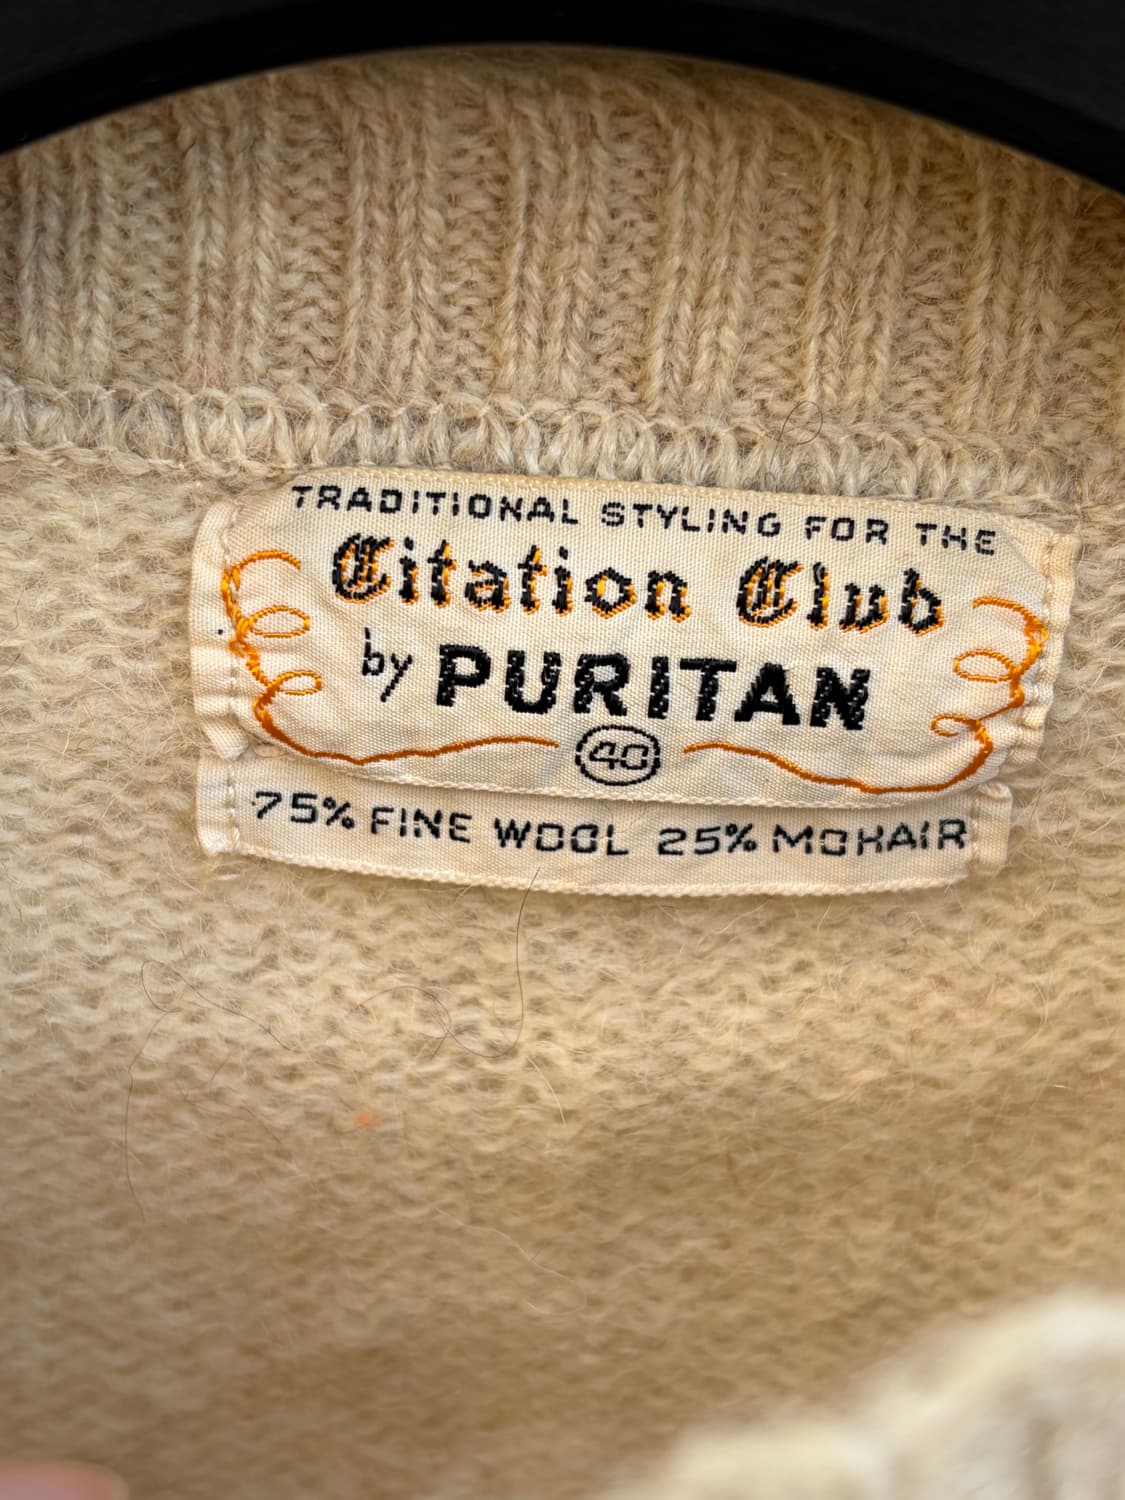 TRADITIONAL STYLING FOR THE
Citation Club
by PURITAN
40
75% FINE WOOL 25% MOHAIR